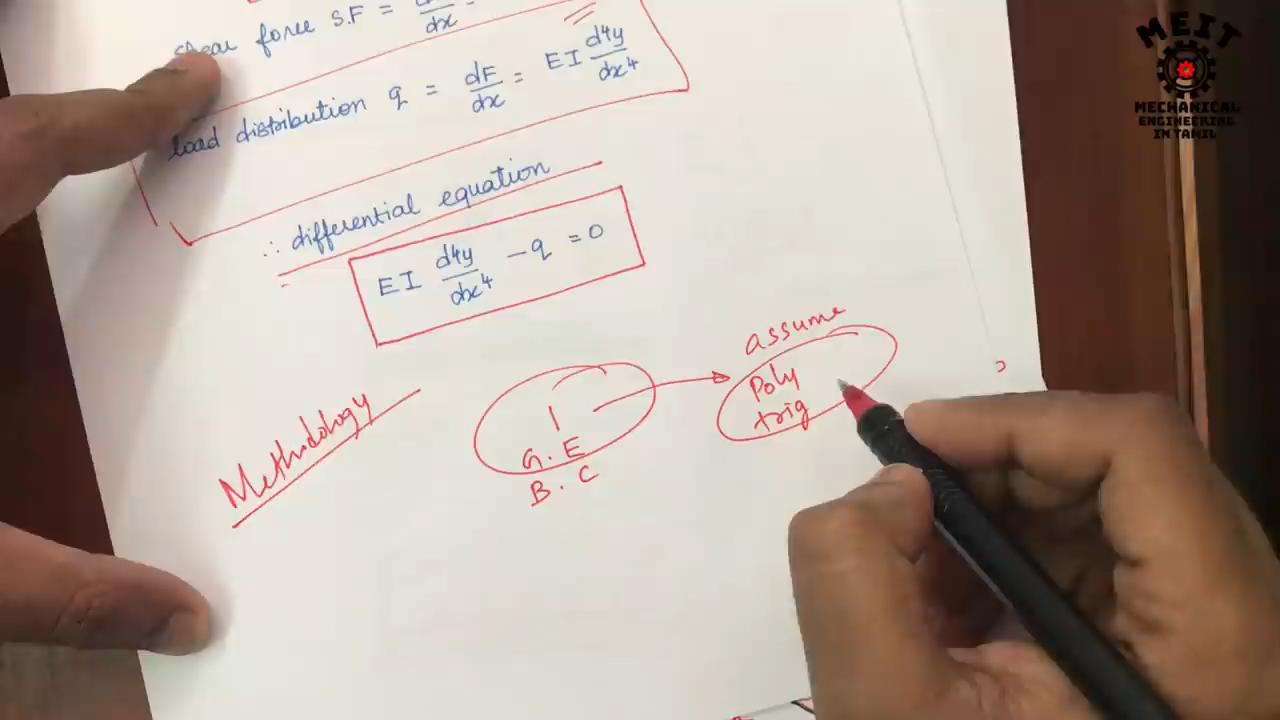 shear force S.F =
load distribution q = dF/dx = EI d⁴y/dx⁴
∴ differential equation
EI d⁴y/dx⁴ - q = 0
assume
Poly
trig
Methodology
G. E
B. C
MEIT
MECHANICAL
ENGINEERING
IN TAMIL